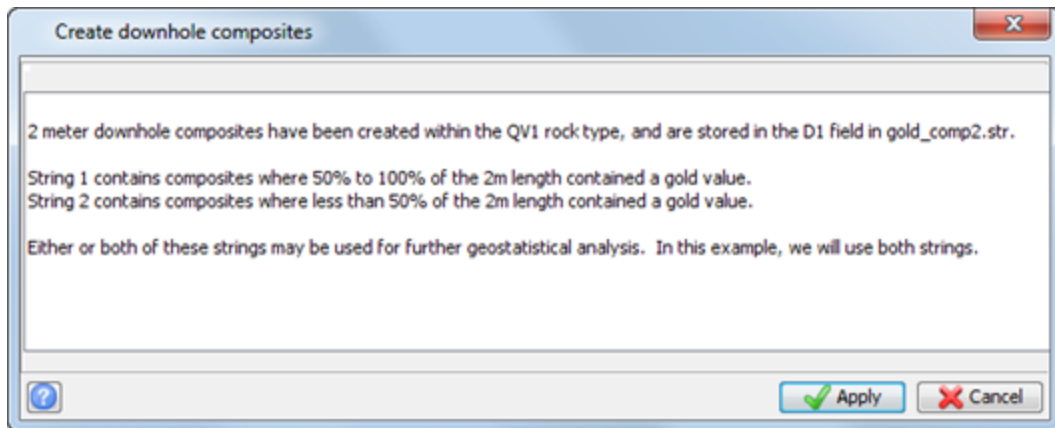 Create downhole composites
2 meter downhole composites have been created within the QV1 rock type, and are stored in the D1 field in gold_comp2.str.
String 1 contains composites where 50% to 100% of the 2m length contained a gold value.
String 2 contains composites where less than 50% of the 2m length contained a gold value.
Either or both of these strings may be used for further geostatistical analysis.  In this example, we will use both strings.
Apply
Cancel